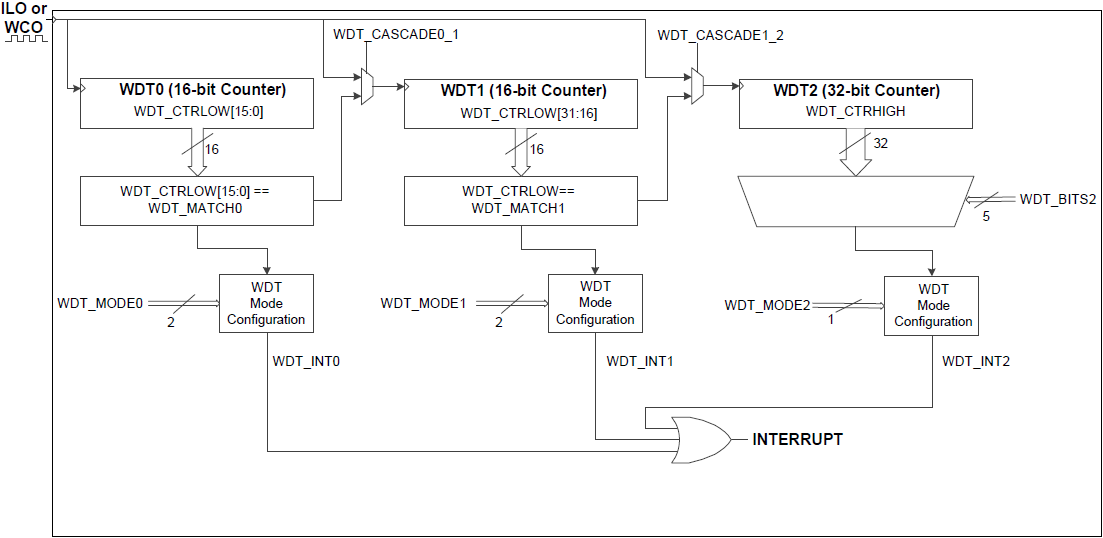 ILO or
WCO
WDT_CASCADE0_1
WDT_CASCADE1_2
WDT0 (16-bit Counter)
WDT_CTRLOW[15:0]
WDT1 (16-bit Counter)
WDT_CTRLOW[31:16]
WDT2 (32-bit Counter)
WDT_CTRHIGH
16
16
32
WDT_CTRLOW[15:0] ==
WDT_MATCH0
WDT_CTRLOW==
WDT_MATCH1
WDT_BITS2
5
WDT_MODE0
2
WDT
Mode
Configuration
WDT_MODE1
2
WDT
Mode
Configuration
WDT_MODE2
1
WDT
Mode
Configuration
WDT_INT0
WDT_INT1
WDT_INT2
INTERRUPT